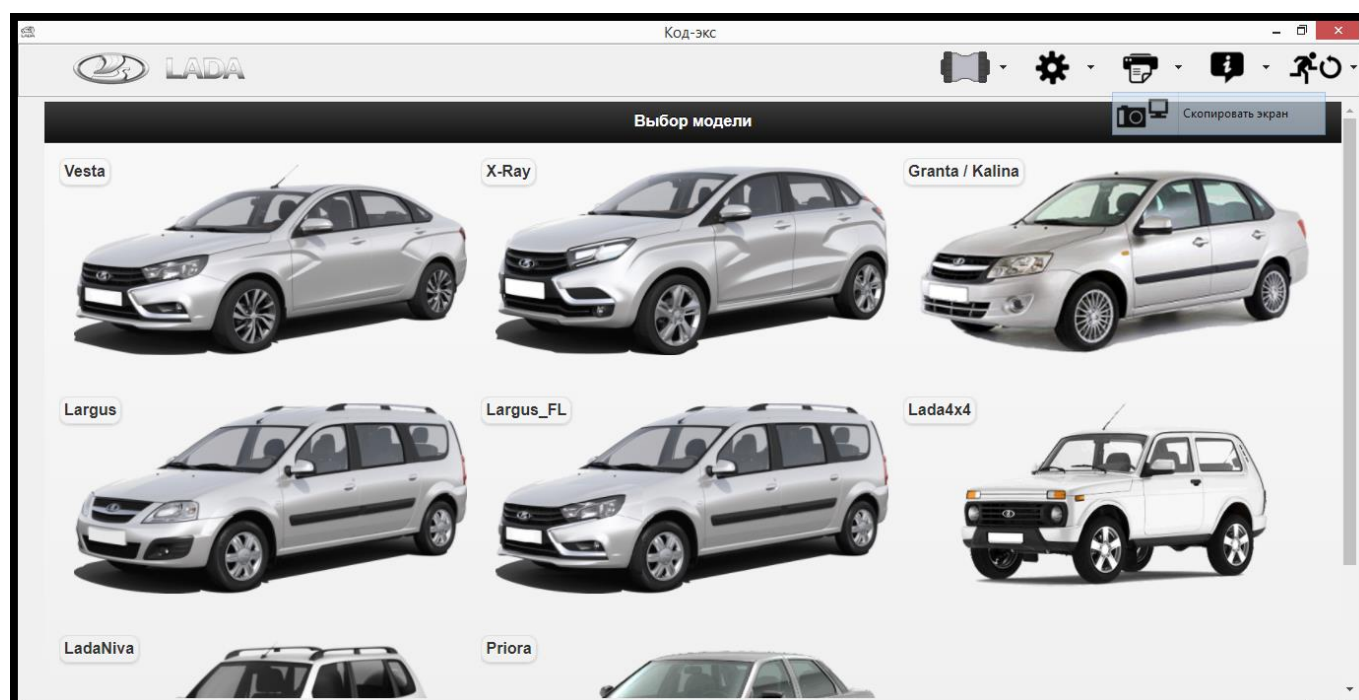 Код-экс
LADA
Скопировать экран
Выбор модели
Vesta
X-Ray
Granta / Kalina
Largus
Largus_FL
Lada4x4
LadaNiva
Priora